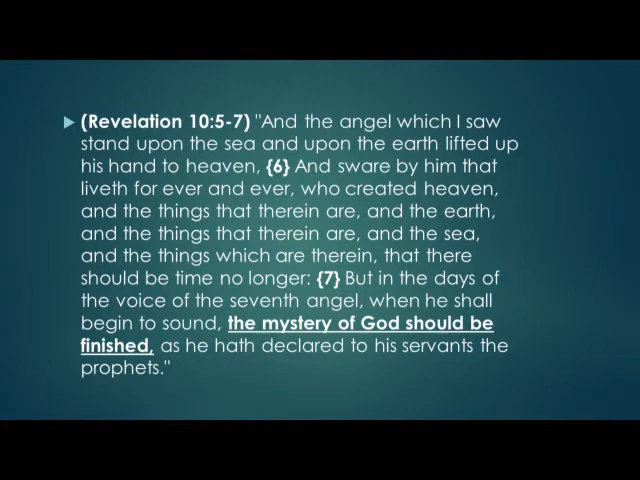 (Revelation 10:5-7) "And the angel which I saw
stand upon the sea and upon the earth lifted up
his hand to heaven, {6} And sware by him that
liveth for ever and ever, who created heaven,
and the things that therein are, and the earth,
and the things that therein are, and the sea,
and the things which are therein, that there
should be time no longer: {7} But in the days of
the voice of the seventh angel, when he shall
begin to sound, the mystery of God should be
finished, as he hath declared to his servants the
prophets."